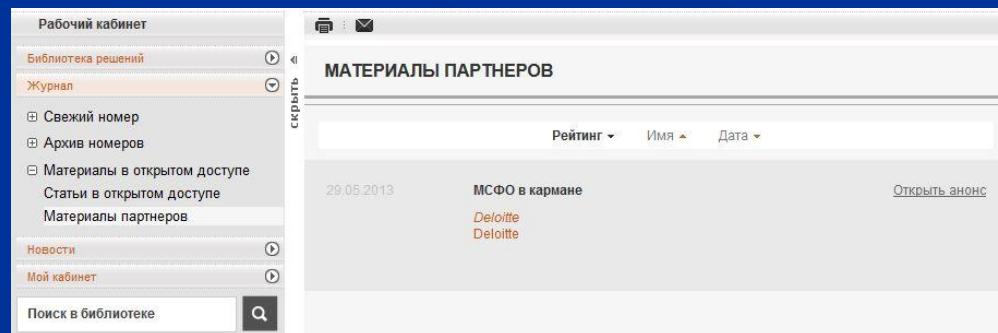 Рабочий кабинет
Библиотека решений
Журнал
Свежий номер
Архив номеров
Материалы в открытом доступе
Статьи в открытом доступе
Материалы партнеров
Новости
Мой кабинет
Поиск в библиотеке
скрыть
МАТЕРИАЛЫ ПАРТНЕРОВ
Рейтинг Имя Дата
29.05.2013 МСФО в кармане Открыть анонс
Deloitte
Deloitte